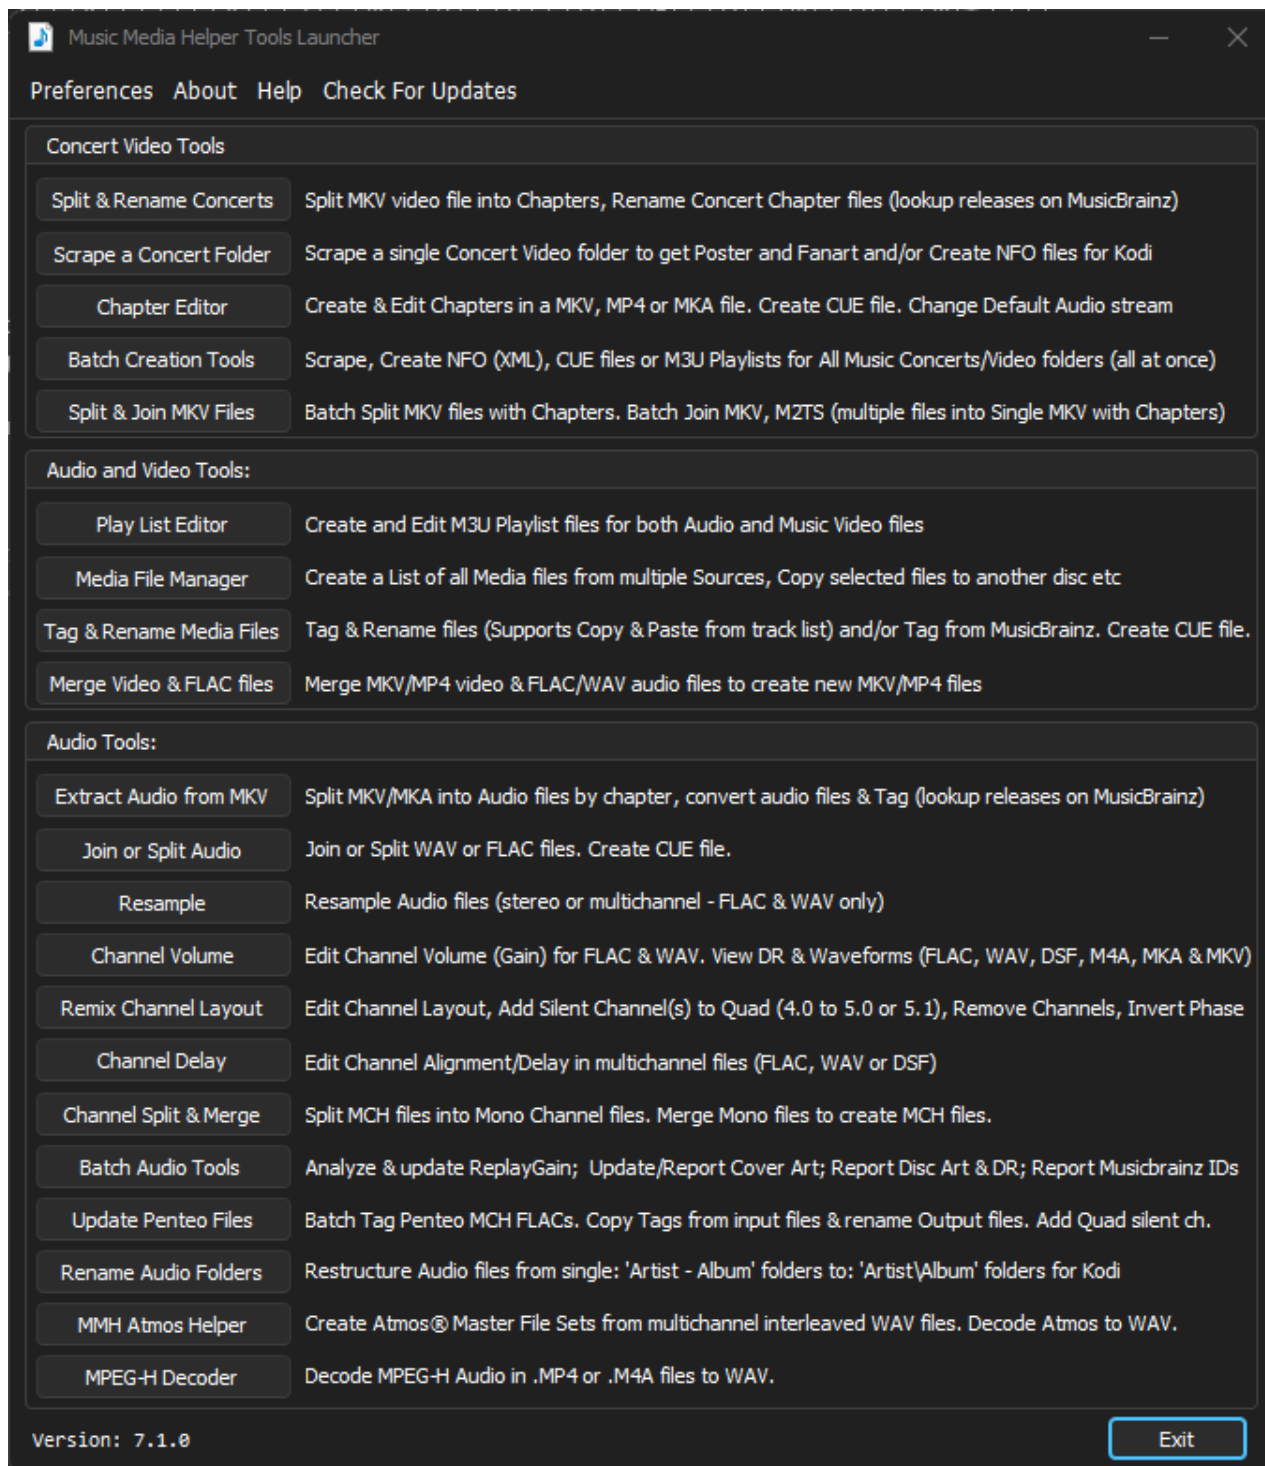 Music Media Helper Tools Launcher
Preferences About Help Check For Updates
Concert Video Tools
Split & Rename Concerts Split MKV video file into Chapters, Rename Concert Chapter files (lookup releases on MusicBrainz)
Scrape a Concert Folder Scrape a single Concert Video folder to get Poster and Fanart and/or Create NFO files for Kodi
Chapter Editor Create & Edit Chapters in a MKV, MP4 or MKA file. Create CUE file. Change Default Audio stream
Batch Creation Tools Scrape, Create NFO (XML), CUE files or M3U Playlists for All Music Concerts/Video folders (all at once)
Split & Join MKV Files Batch Split MKV files with Chapters. Batch Join MKV, M2TS (multiple files into Single MKV with Chapters)
Audio and Video Tools:
Play List Editor Create and Edit M3U Playlist files for both Audio and Music Video files
Media File Manager Create a List of all Media files from multiple Sources, Copy selected files to another disc etc
Tag & Rename Media Files Tag & Rename files (Supports Copy & Paste from track list) and/or Tag from MusicBrainz. Create CUE file.
Merge Video & FLAC files Merge MKV/MP4 video & FLAC/WAV audio files to create new MKV/MP4 files
Audio Tools:
Extract Audio from MKV Split MKV/MKA into Audio files by chapter, convert audio files & Tag (lookup releases on MusicBrainz)
Join or Split Audio Join or Split WAV or FLAC files. Create CUE file.
Resample Resample Audio files (stereo or multichannel - FLAC & WAV only)
Channel Volume Edit Channel Volume (Gain) for FLAC & WAV. View DR & Waveforms (FLAC, WAV, DSF, M4A, MKA & MKV)
Remix Channel Layout Edit Channel Layout, Add Silent Channel(s) to Quad (4.0 to 5.0 or 5.1), Remove Channels, Invert Phase
Channel Delay Edit Channel Alignment/Delay in multichannel files (FLAC, WAV or DSF)
Channel Split & Merge Split MCH files into Mono Channel files. Merge Mono files to create MCH files.
Batch Audio Tools Analyze & update ReplayGain; Update/Report Cover Art; Report Disc Art & DR; Report Musicbrainz IDs
Update Penteo Files Batch Tag Penteo MCH FLACs. Copy Tags from input files & rename Output files. Add Quad silent ch.
Rename Audio Folders Restructure Audio files from single: 'Artist - Album' folders to: 'Artist\Album' folders for Kodi
MMH Atmos Helper Create Atmos® Master File Sets from multichannel interleaved WAV files. Decode Atmos to WAV.
MPEG-H Decoder Decode MPEG-H Audio in .MP4 or .M4A files to WAV.
Version: 7.1.0 Exit